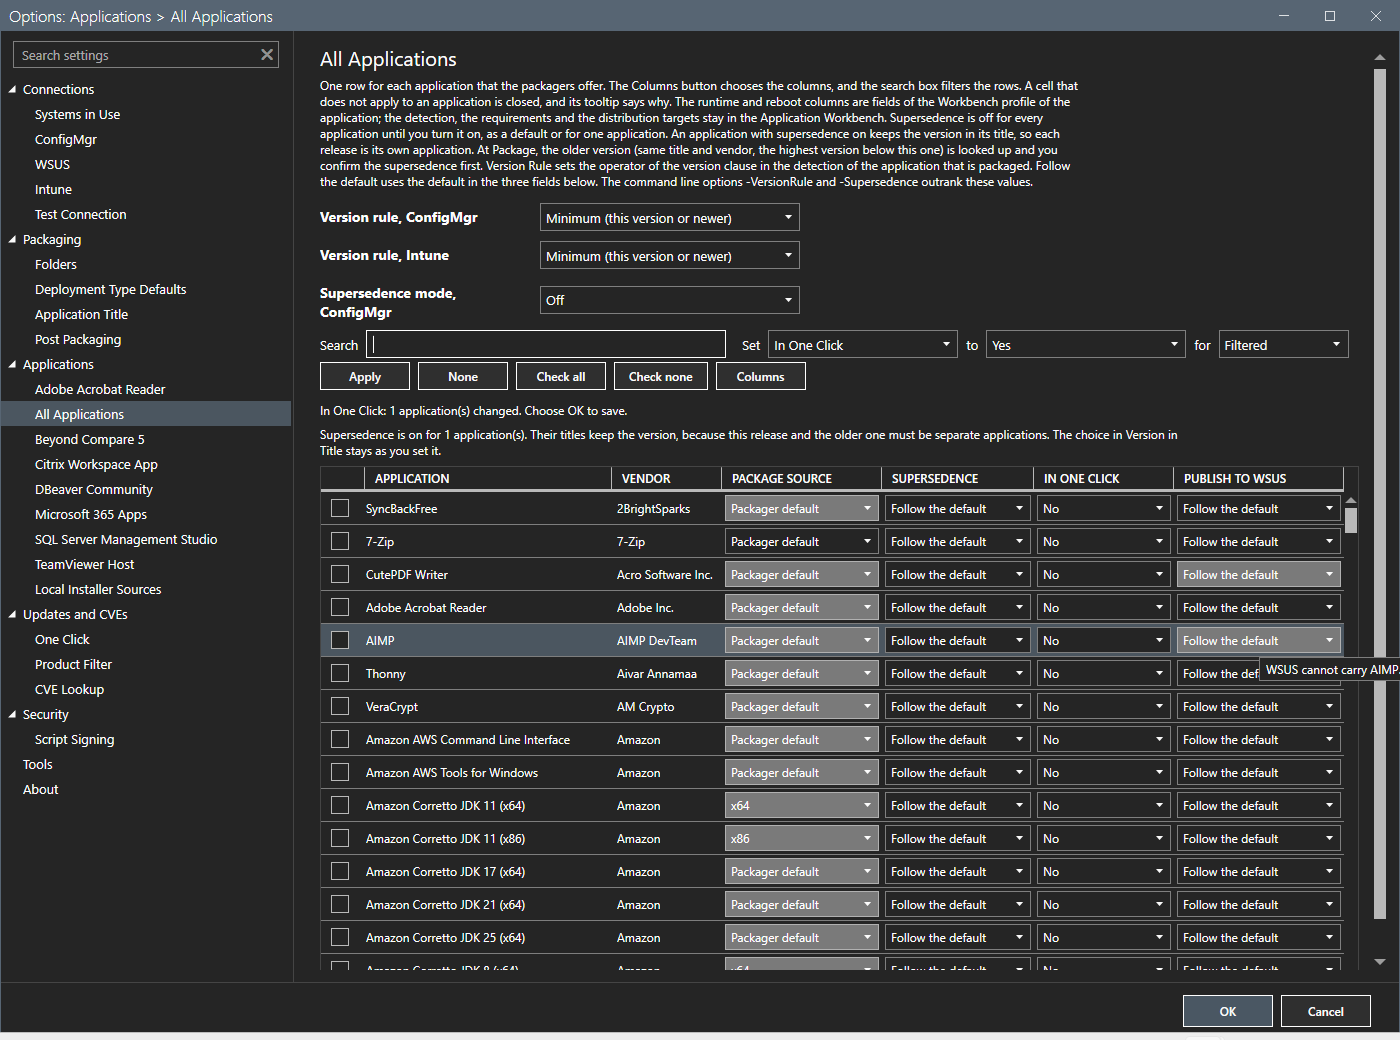 Options: Applications > All Applications
Search settings
Connections
Systems in Use
ConfigMgr
WSUS
Intune
Test Connection
Packaging
Folders
Deployment Type Defaults
Application Title
Post Packaging
Applications
Adobe Acrobat Reader
All Applications
Beyond Compare 5
Citrix Workspace App
DBeaver Community
Microsoft 365 Apps
SQL Server Management Studio
TeamViewer Host
Local Installer Sources
Updates and CVEs
One Click
Product Filter
CVE Lookup
Security
Script Signing
Tools
About
All Applications
One row for each application that the packagers offer. The Columns button chooses the columns, and the search box filters the rows. A cell that
does not apply to an application is closed, and its tooltip says why. The runtime and reboot columns are fields of the Workbench profile of the
application; the detection, the requirements and the distribution targets stay in the Application Workbench. Supersedence is off for every
application until you turn it on, as a default or for one application. An application with supersedence on keeps the version in its title, so each
release is its own application. At Package, the older version (same title and vendor, the highest version below this one) is looked up and you
confirm the supersedence first. Version Rule sets the operator of the version clause in the detection of the application that is packaged. Follow
the default uses the default in the three fields below. The command line options -VersionRule and -Supersedence outrank these values.
Version rule, ConfigMgr Minimum (this version or newer)
Version rule, Intune Minimum (this version or newer)
Supersedence mode,
ConfigMgr Off
Search Set In One Click to Yes for Filtered
Apply None Check all Check none Columns
In One Click: 1 application(s) changed. Choose OK to save.
Supersedence is on for 1 application(s). Their titles keep the version, because this release and the older one must be separate applications. The choice in Version in
Title stays as you set it.
APPLICATION VENDOR PACKAGE SOURCE SUPERSEDENCE IN ONE CLICK PUBLISH TO WSUS
SyncBackFree 2BrightSparks Packager default Follow the default No Follow the default
7-Zip 7-Zip Packager default Follow the default No Follow the default
CutePDF Writer Acro Software Inc. Packager default Follow the default No Follow the default
Adobe Acrobat Reader Adobe Inc. Packager default Follow the default No Follow the default
AIMP AIMP DevTeam Packager default Follow the default No Follow the default
Thonny Aivar Annamaa Packager default Follow the default No Follow the def
WSUS cannot carry AIMP.
VeraCrypt AM Crypto Packager default Follow the default No Follow the default
Amazon AWS Command Line Interface Amazon Packager default Follow the default No Follow the default
Amazon AWS Tools for Windows Amazon Packager default Follow the default No Follow the default
Amazon Corretto JDK 11 (x64) Amazon x64 Follow the default No Follow the default
Amazon Corretto JDK 11 (x86) Amazon x86 Follow the default No Follow the default
Amazon Corretto JDK 17 (x64) Amazon Packager default Follow the default No Follow the default
Amazon Corretto JDK 21 (x64) Amazon Packager default Follow the default No Follow the default
Amazon Corretto JDK 25 (x64) Amazon Packager default Follow the default No Follow the default
Amazon Corretto JDK 8 (x64) Amazon x64 Follow the default No Follow the default
OK Cancel